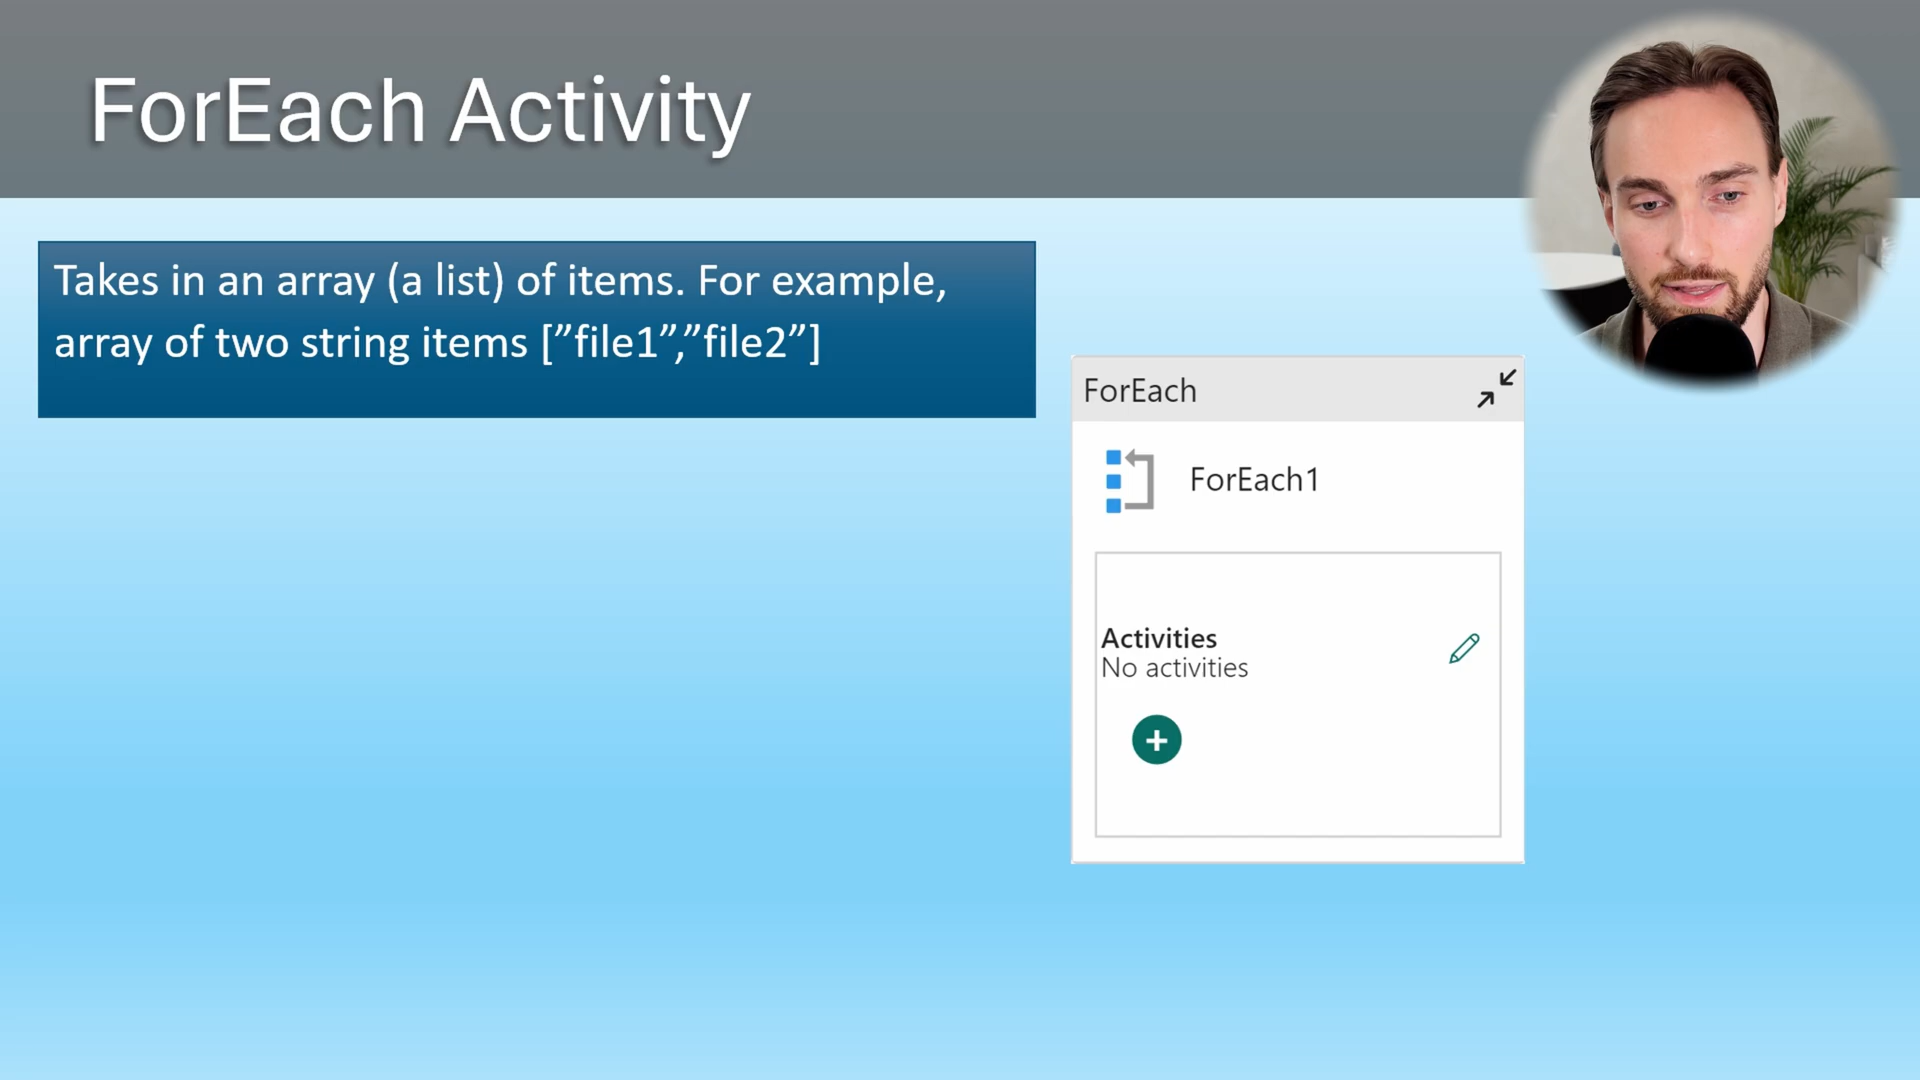 ForEach Activity
Takes in an array (a list) of items. For example,
array of two string items [”file1”,”file2”]
ForEach
ForEach1
Activities
No activities